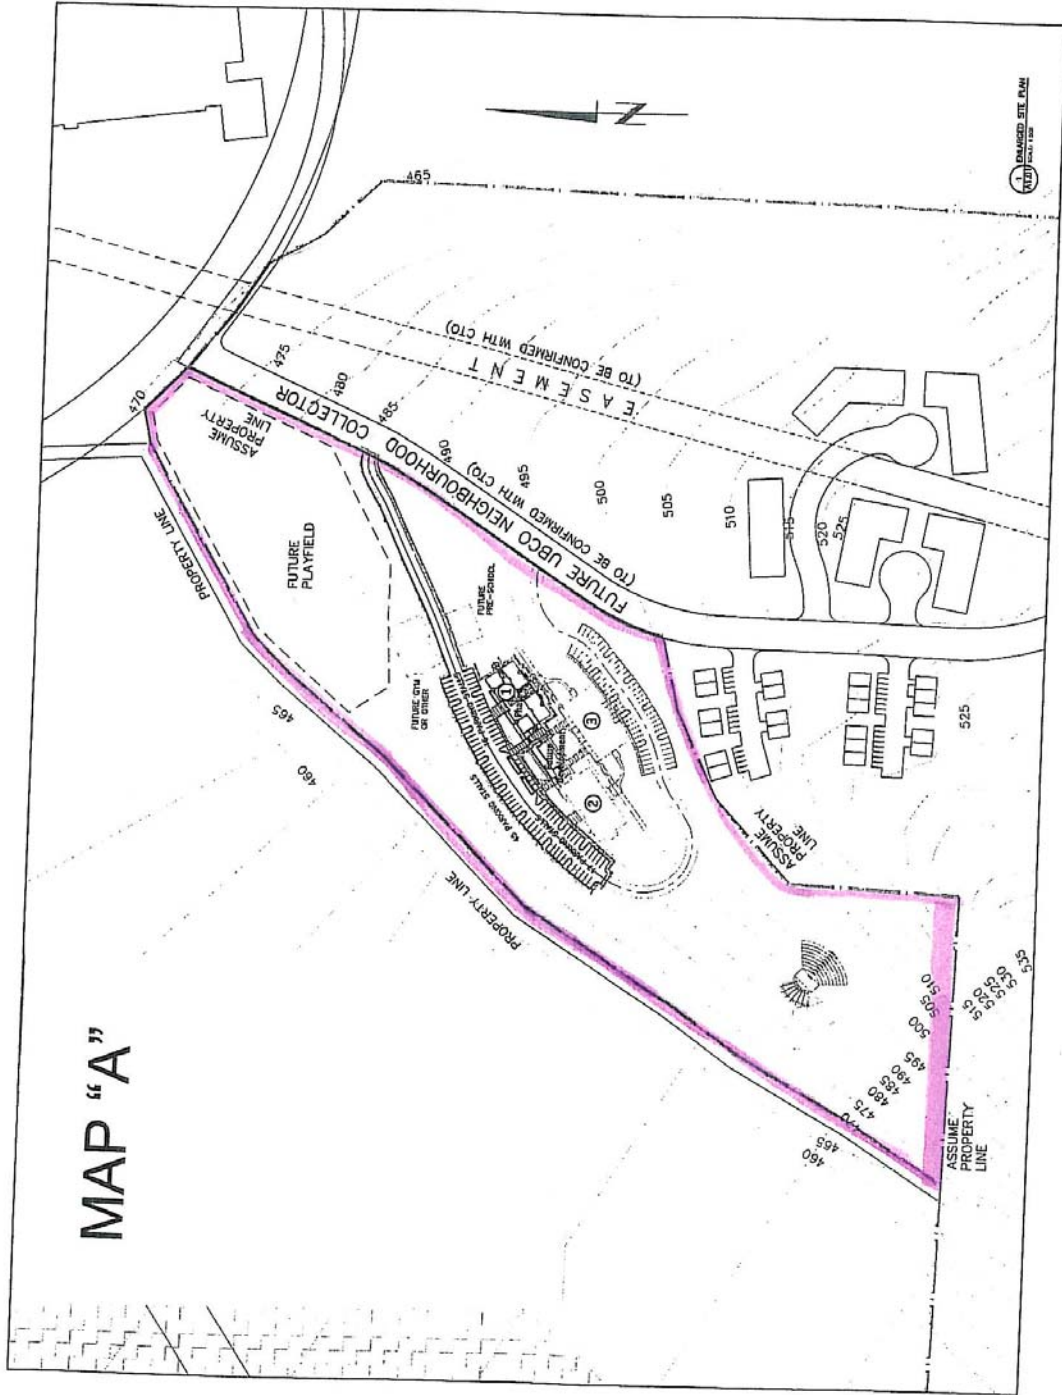 MAP “A”
470
465
ASSUME
PROPERTY
LINE
475
480
485
490
495
500
505
510
515
520
525
PROPERTY LINE
FUTURE
PLAYFIELD
FUTURE UBCO NEIGHBOURHOOD COLLECTOR
(TO BE CONFIRMED WITH CTQ)
EASEMENT
(TO BE CONFIRMED WITH CTQ)
N
1
ENLARGED SITE PLAN
465
460
FUTURE GYM
OR OTHER
FUTURE
PRE-SCHOOL
1
2
3
45 PARKING STALLS
PROPERTY LINE
ASSUME
PROPERTY
LINE
525
460
465
470
475
480
485
490
495
500
505
510
515
520
525
530
535
ASSUME
PROPERTY
LINE